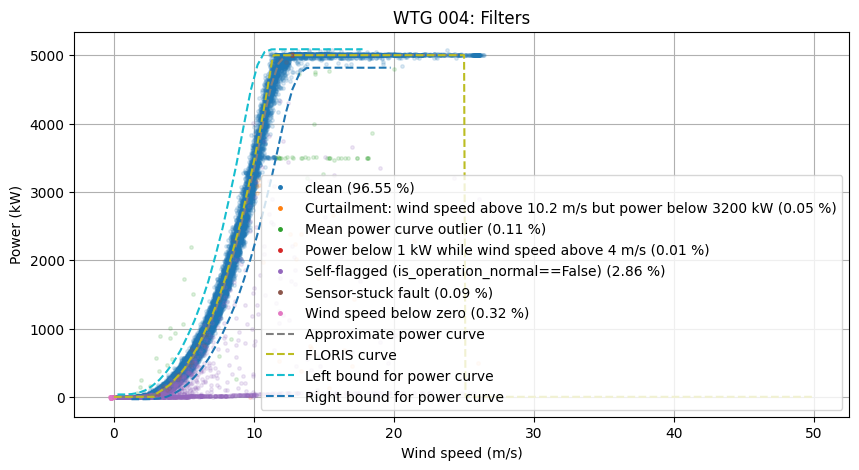 WTG 004: Filters
Power (kW)
5000
4000
3000
2000
1000
0
clean (96.55 %)
Curtailment: wind speed above 10.2 m/s but power below 3200 kW (0.05 %)
Mean power curve outlier (0.11 %)
Power below 1 kW while wind speed above 4 m/s (0.01 %)
Self-flagged (is_operation_normal==False) (2.86 %)
Sensor-stuck fault (0.09 %)
Wind speed below zero (0.32 %)
Approximate power curve
FLORIS curve
Left bound for power curve
Right bound for power curve
0 10 20 30 40 50
Wind speed (m/s)